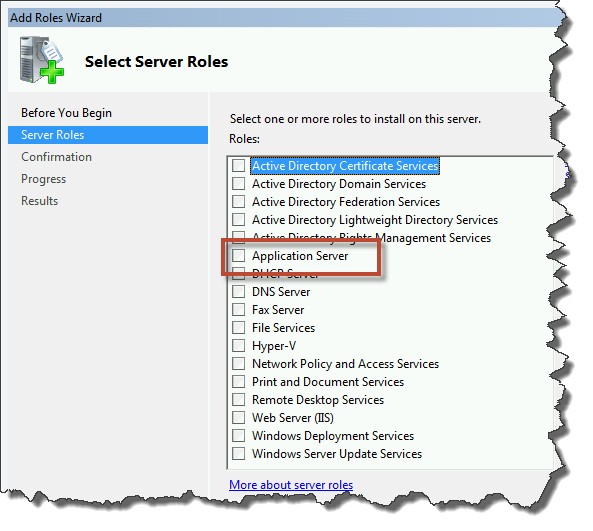 Add Roles Wizard
Select Server Roles
Before You Begin
Server Roles
Confirmation
Progress
Results
Select one or more roles to install on this server.
Roles:
Active Directory Certificate Services
Active Directory Domain Services
Active Directory Federation Services
Active Directory Lightweight Directory Services
Active Directory Rights Management Services
Application Server
DHCP Server
DNS Server
Fax Server
File Services
Hyper-V
Network Policy and Access Services
Print and Document Services
Remote Desktop Services
Web Server (IIS)
Windows Deployment Services
Windows Server Update Services
More about server roles